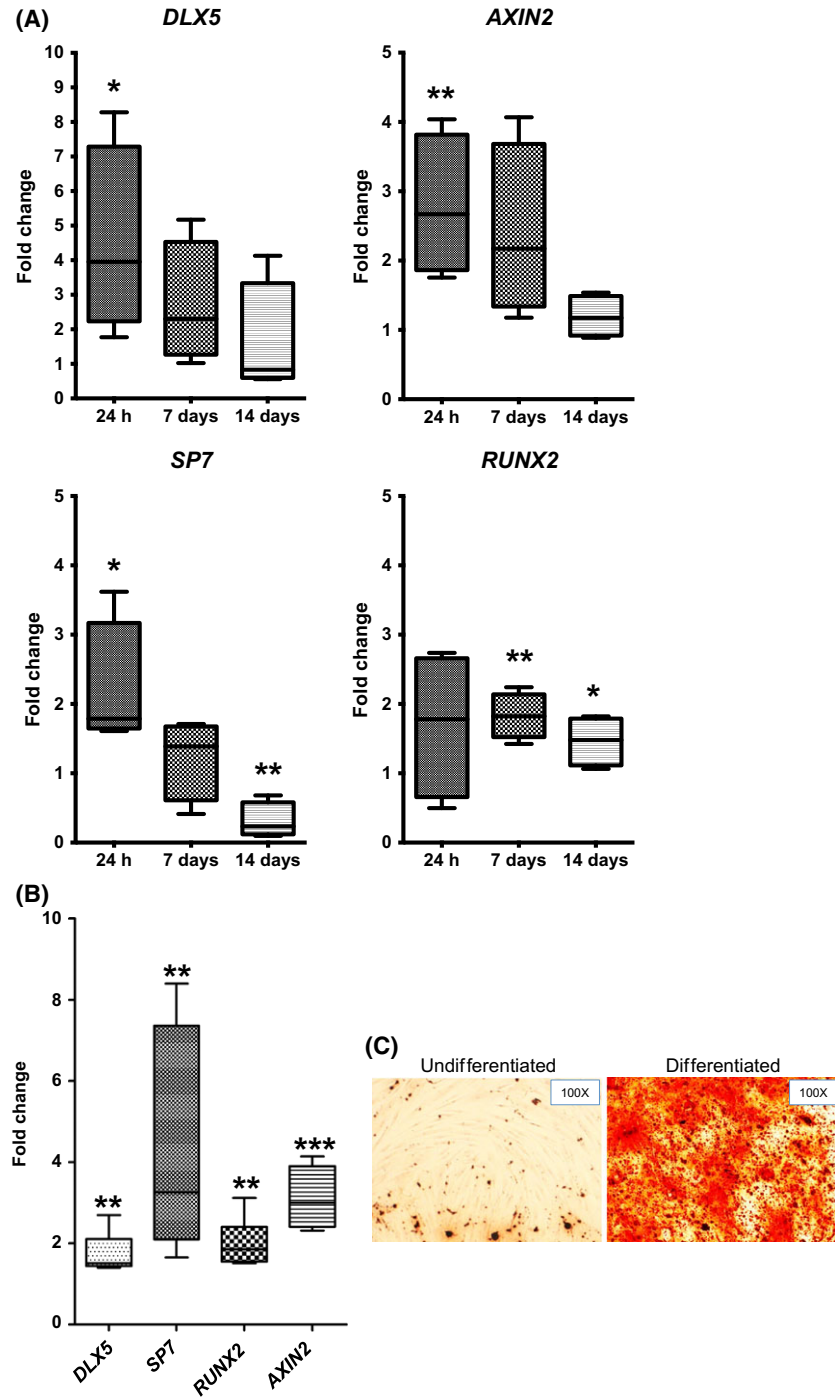 (A)
DLX5
AXIN2
Fold change
10
9
8
7
6
5
4
3
2
1
0
*
24 h 7 days 14 days
Fold change
5
4
3
2
1
0
**
24 h 7 days 14 days
SP7
RUNX2
Fold change
5
4
3
2
1
0
*
**
24 h 7 days 14 days
Fold change
5
4
3
2
1
0
**
*
24 h 7 days 14 days
(B)
Fold change
10
8
6
4
2
0
**
**
**
***
DLX5 SP7 RUNX2 AXIN2
(C)
Undifferentiated Differentiated
100X 100X